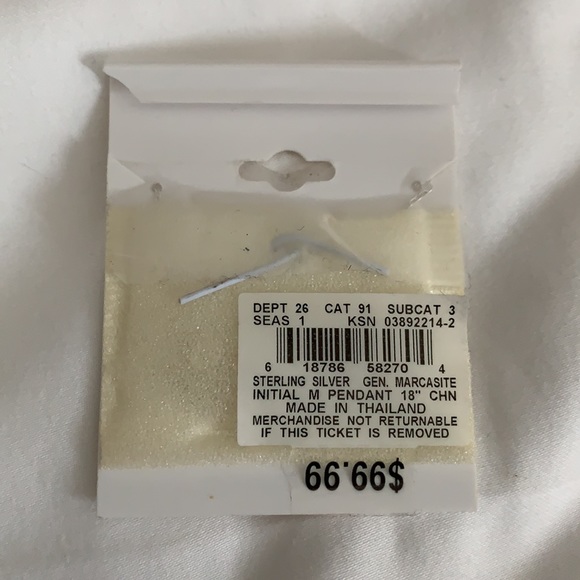 DEPT 26 CAT 91 SUBCAT 3
SEAS 1 KSN 03892214-2
6 18786 58270 4
STERLING SILVER GEN. MARCASITE
INITIAL M PENDANT 18" CHN
MADE IN THAILAND
MERCHANDISE NOT RETURNABLE
IF THIS TICKET IS REMOVED
$99.99